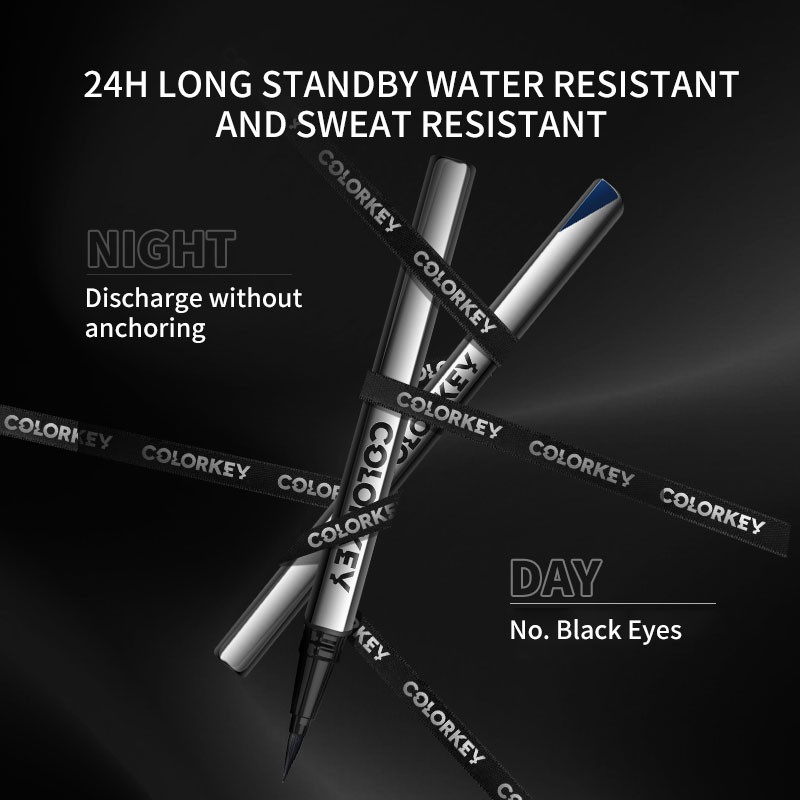 24H LONG STANDBY WATER RESISTANT
AND SWEAT RESISTANT
COLORKEY
COLORKEY
NIGHT
Discharge without
anchoring
COLORKEY
COLORKEY
COLORKEY
COLORKEY
COLORKEY
COLORKEY
COLORKEY
COLORKEY
DAY
No. Black Eyes
COLORKEY